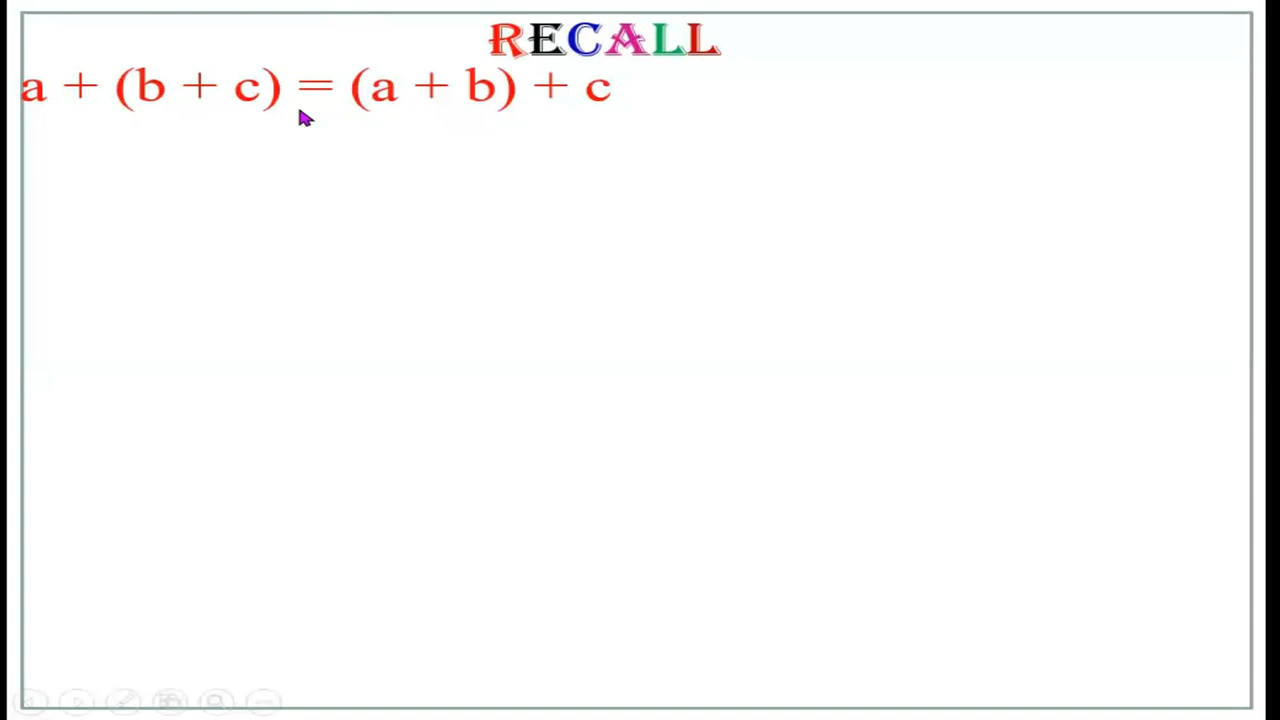 RECALL
a + (b + c) = (a + b) + c